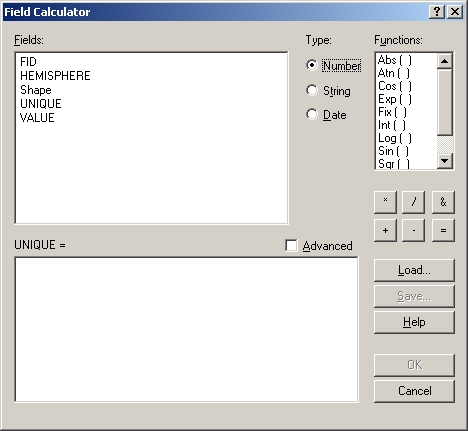 Field Calculator
Fields:
FID
HEMISPHERE
Shape
UNIQUE
VALUE
Type:
Number
String
Date
Functions:
Abs ( )
Atn ( )
Cos ( )
Exp ( )
Fix ( )
Int ( )
Log ( )
Sin ( )
Sqr ( )
* / &
+ - =
UNIQUE =
Advanced
Load...
Save...
Help
OK
Cancel